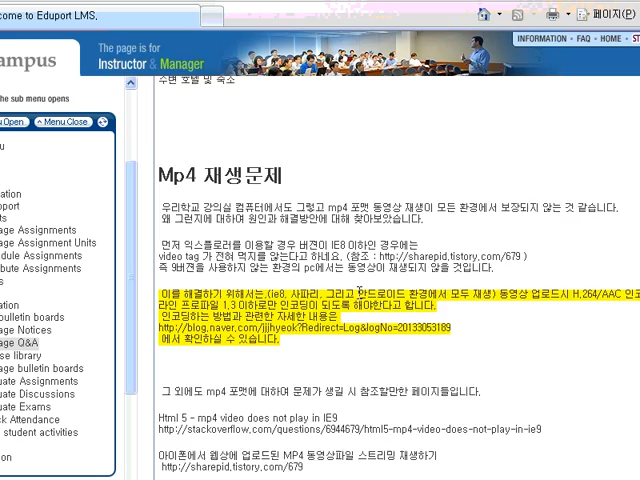 come to Eduport LMS,
페이지(P)
ampus
The page is for
Instructor & Manager
INFORMATION • FAQ • HOME •
the sub menu opens
Open
Menu Close
ation
port
age Assignments
age Assignment Units
dule Assignments
ibute Assignments
ation
bulletin boards
age Notices
age Q&A
se library
age bulletin boards
uate Assignments
uate Discussions
uate Exams
k Attendance
student activities
on
수변 호텔 및 숙소
Mp4 재생문제
우리학교 강의실 컴퓨터에서도 그렇고 mp4 포맷 동영상 재생이 모든 환경에서 보장되지 않는 것 같습니다.
왜 그런지에 대하여 원인과 해결방안에 대해 찾아보았습니다.
먼저 익스플로러를 이용할 경우 버젼이 IE8 이하인 경우에는
video tag 가 전혀 먹지를 않는다고 하네요. (참조 : http://sharepid.tistory.com/679 )
즉 9버젼을 사용하지 않는 환경의 pc에서는 동영상이 재생되지 않을 것입니다.
이를 해결하기 위해서는,(ie8, 사파리, 그리고 안드로이드 환경에서 모두 재생) 동영상 업로드시 H.264/AAC 인코
라인 프로파일 1.3 이하로만 인코딩이 되도록 해야한다고 합니다.
인코딩하는 방법과 관련한 자세한 내용은
http://blog.naver.com/jjjhyeok?Redirect=Log&logNo=20133053189
에서 확인하실 수 있습니다.
그 외에도 mp4 포맷에 대하여 문제가 생길 시 참조할만한 페이지들입니다.
Html 5 - mp4 video does not play in IE9
http://stackoverflow.com/questions/6944679/html5-mp4-video-does-not-play-in-ie9
아이폰에서 웹상에 업로드된 MP4 동영상파일 스트리밍 재생하기
http://sharepid.tistory.com/679